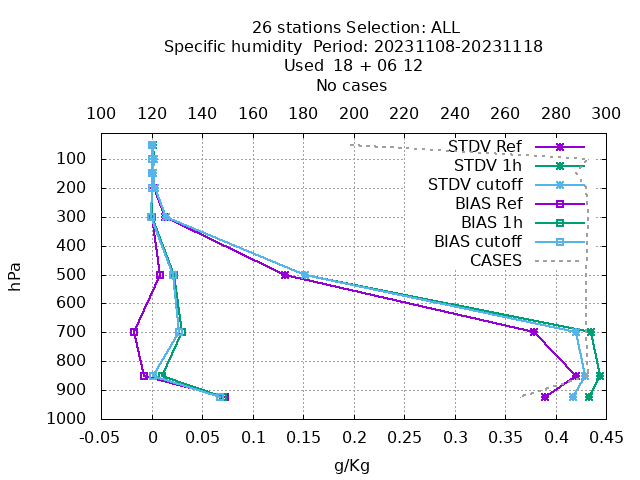 26 stations Selection: ALL
Specific humidity  Period: 20231108-20231118
Used  18 + 06 12
No cases
100 120 140 160 180 200 220 240 260 280 300
STDV Ref
STDV 1h
STDV cutoff
BIAS Ref
BIAS 1h
BIAS cutoff
CASES
hPa
100
200
300
400
500
600
700
800
900
1000
-0.05 0 0.05 0.1 0.15 0.2 0.25 0.3 0.35 0.4 0.45
g/Kg